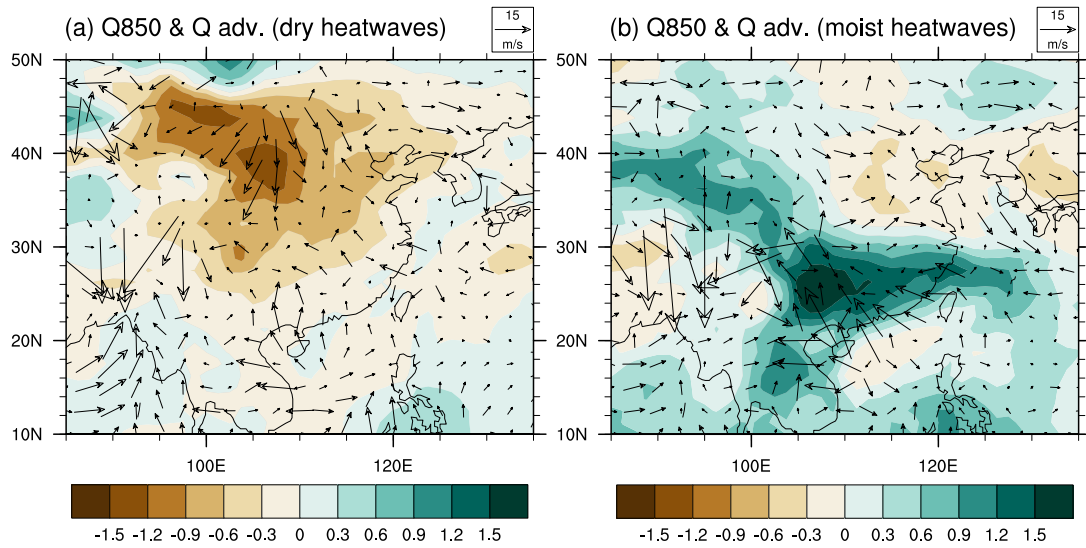 (a) Q850 & Q adv. (dry heatwaves)
15
m/s
50N
40N
30N
20N
10N
100E
120E
-1.5 -1.2 -0.9 -0.6 -0.3 0 0.3 0.6 0.9 1.2 1.5
(b) Q850 & Q adv. (moist heatwaves)
15
m/s
50N
40N
30N
20N
10N
100E
120E
-1.5 -1.2 -0.9 -0.6 -0.3 0 0.3 0.6 0.9 1.2 1.5